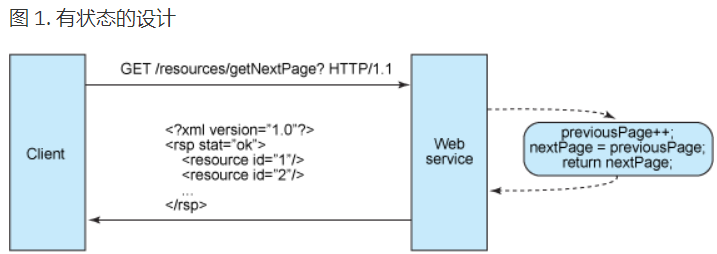 图 1. 有状态的设计
GET /resources/getNextPage? HTTP/1.1
Client
<?xml version="1.0"?>
<rsp stat="ok">
<resource id="1"/>
<resource id="2"/>
...
</rsp>
Web
service
previousPage++;
nextPage = previousPage;
return nextPage;